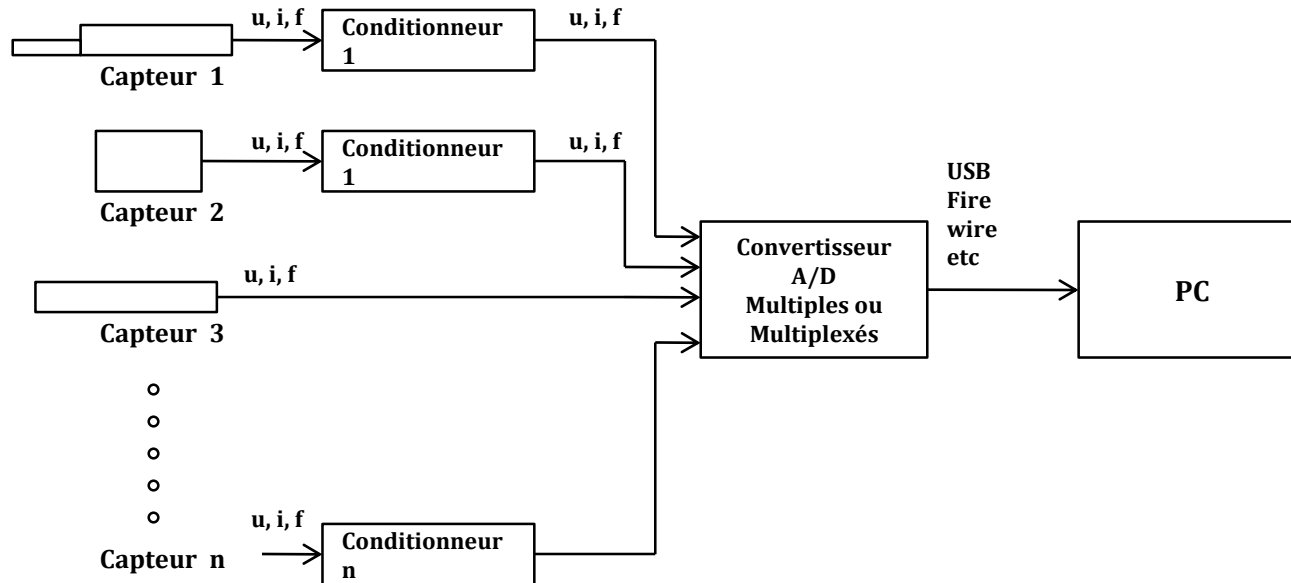 u, i, f
Conditionneur
1
u, i, f
Capteur 1
u, i, f
Conditionneur
1
u, i, f
Capteur 2
USB
Fire
wire
etc
Convertisseur
A/D
Multiples ou
Multiplexés
PC
u, i, f
Capteur 3
u, i, f
Conditionneur
n
Capteur n